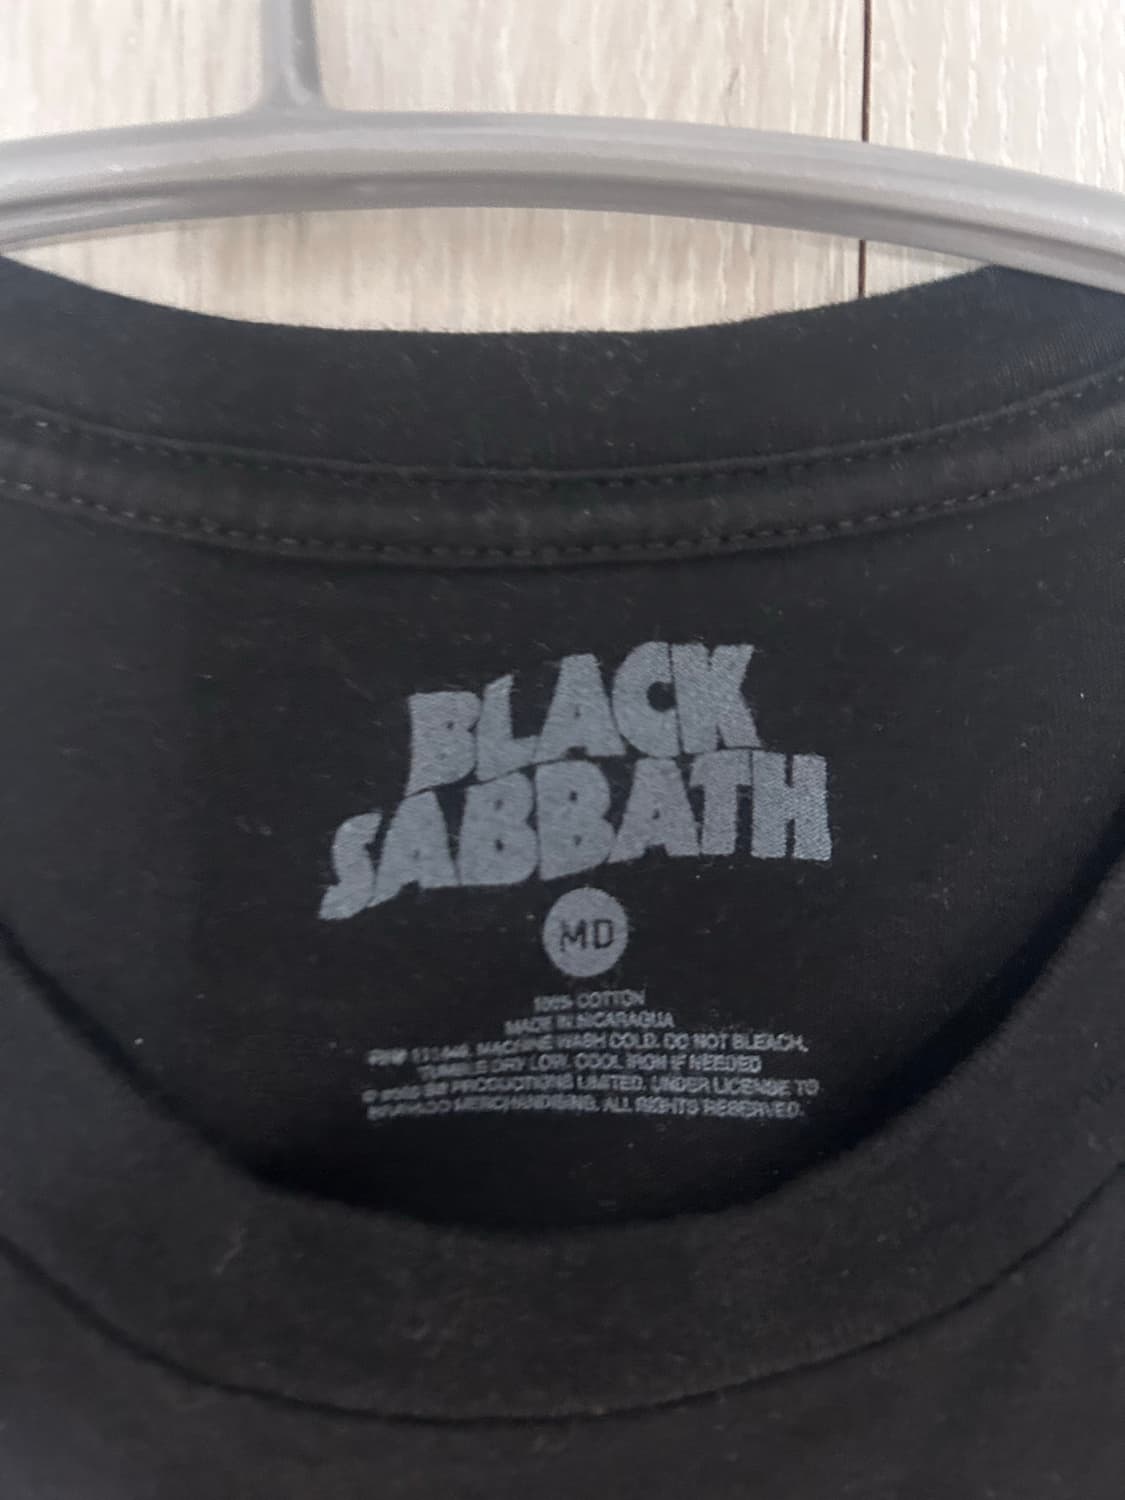 BLACK
SABBATH
MD
100% COTTON
MADE IN NICARAGUA
MACHINE WASH COLD. DO NOT BLEACH.
TUMBLE DRY LOW. COOL IRON IF NEEDED
PRODUCTIONS LIMITED. UNDER LICENSE TO
BRAVADO MERCHANDISING. ALL RIGHTS RESERVED.